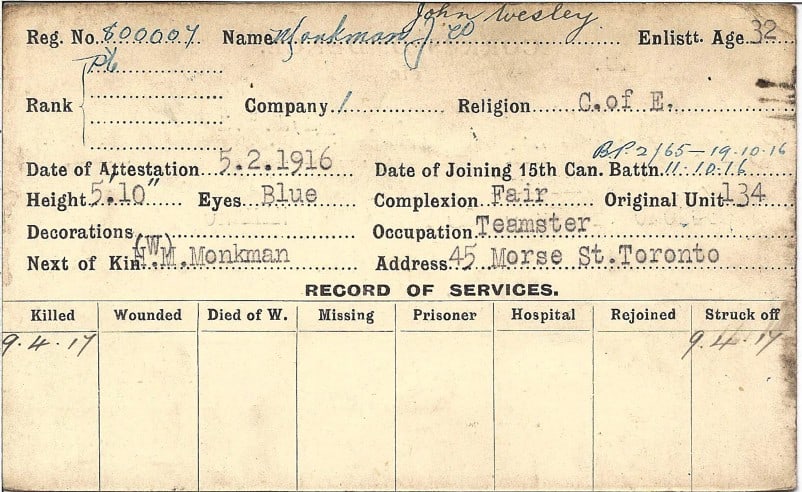 John Wesley
Reg. No. 800007 Name Monkman, J W Enlistt. Age 32
Pte
Rank Company 1 Religion C. of E.
B.P. 2/65-19.10.16
Date of Attestation 5.2.1916 Date of Joining 15th Can. Battn. 11.10.16
Height 5'10" Eyes Blue Complexion Fair Original Unit 134
Decorations Occupation Teamster
(W.)
Next of Kin M. Monkman Address 45 Morse St. Toronto
RECORD OF SERVICES.
Killed Wounded Died of W. Missing Prisoner Hospital Rejoined Struck off
9.4.17 9.4.17